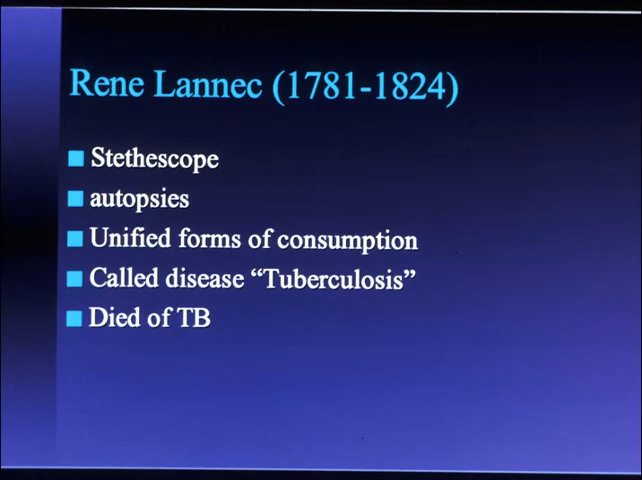 Rene Lannec (1781-1824)
Stethescope
autopsies
Unified forms of consumption
Called disease “Tuberculosis”
Died of TB